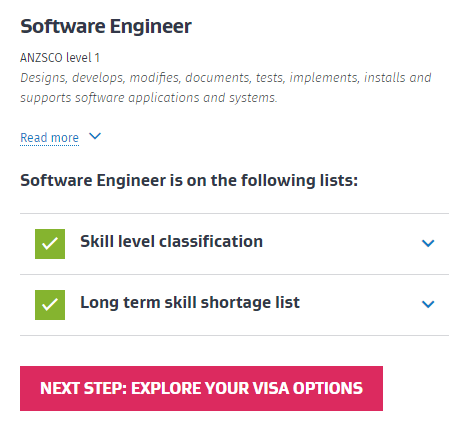 Software Engineer
ANZSCO level 1
Designs, develops, modifies, documents, tests, implements, installs and
supports software applications and systems.
Read more
Software Engineer is on the following lists:
Skill level classification
Long term skill shortage list
NEXT STEP: EXPLORE YOUR VISA OPTIONS